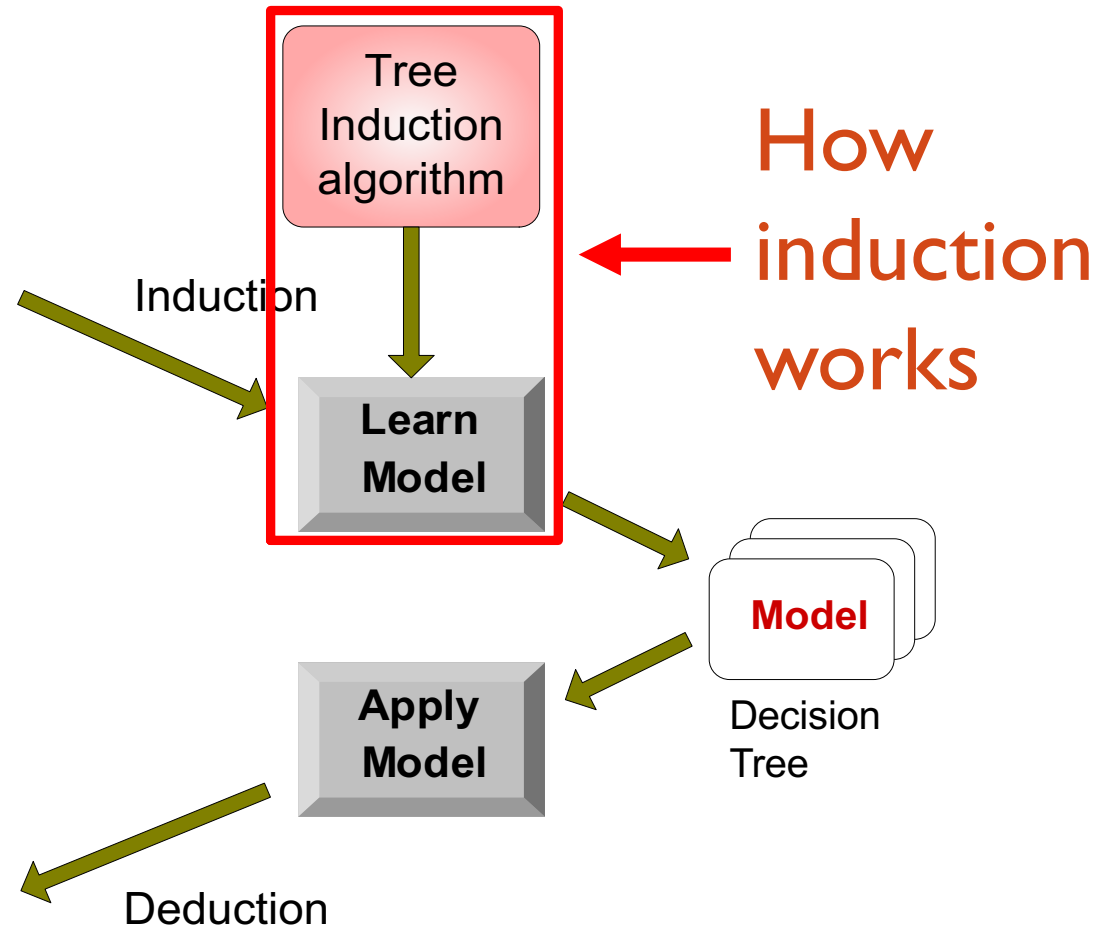 Tree
Induction
algorithm
How
induction
works
Induction
Learn
Model
Model
Decision
Tree
Apply
Model
Deduction